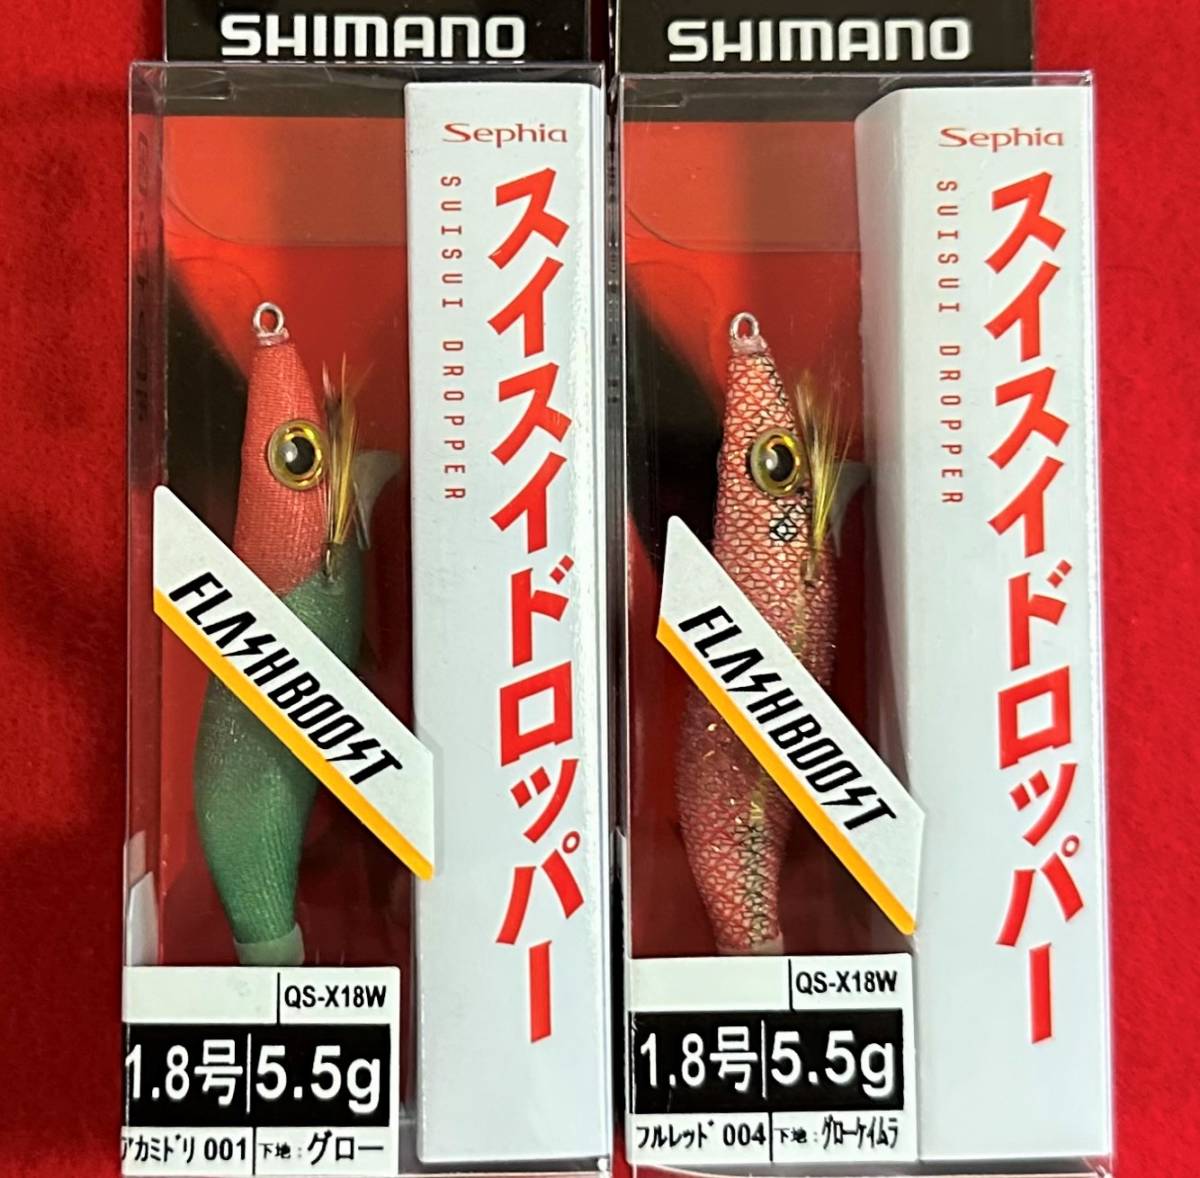 SHIMANO
Sephia
スイスイドロッパー
SUISUI DROPPER
FLASHBOOST
QS-X18W
1.8号 5.5g
アカミドリ 001 下地：グロー
SHIMANO
Sephia
スイスイドロッパー
SUISUI DROPPER
FLASHBOOST
QS-X18W
1.8号 5.5g
フルレッド 004 下地：グローケイムラ